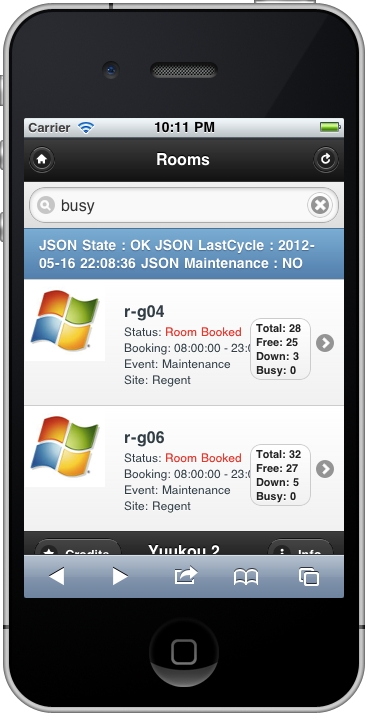 Carrier 10:11 PM
Rooms
busy
JSON State : OK JSON LastCycle : 2012-
05-16 22:08:36 JSON Maintenance : NO
r-g04
Status: Room Booked
Booking: 08:00:00 - 23:0
Event: Maintenance
Site: Regent
Total: 28
Free: 25
Down: 3
Busy: 0
r-g06
Status: Room Booked
Booking: 08:00:00 - 23:0
Event: Maintenance
Site: Regent
Total: 32
Free: 27
Down: 5
Busy: 0
Credits Yuukou 2 Info